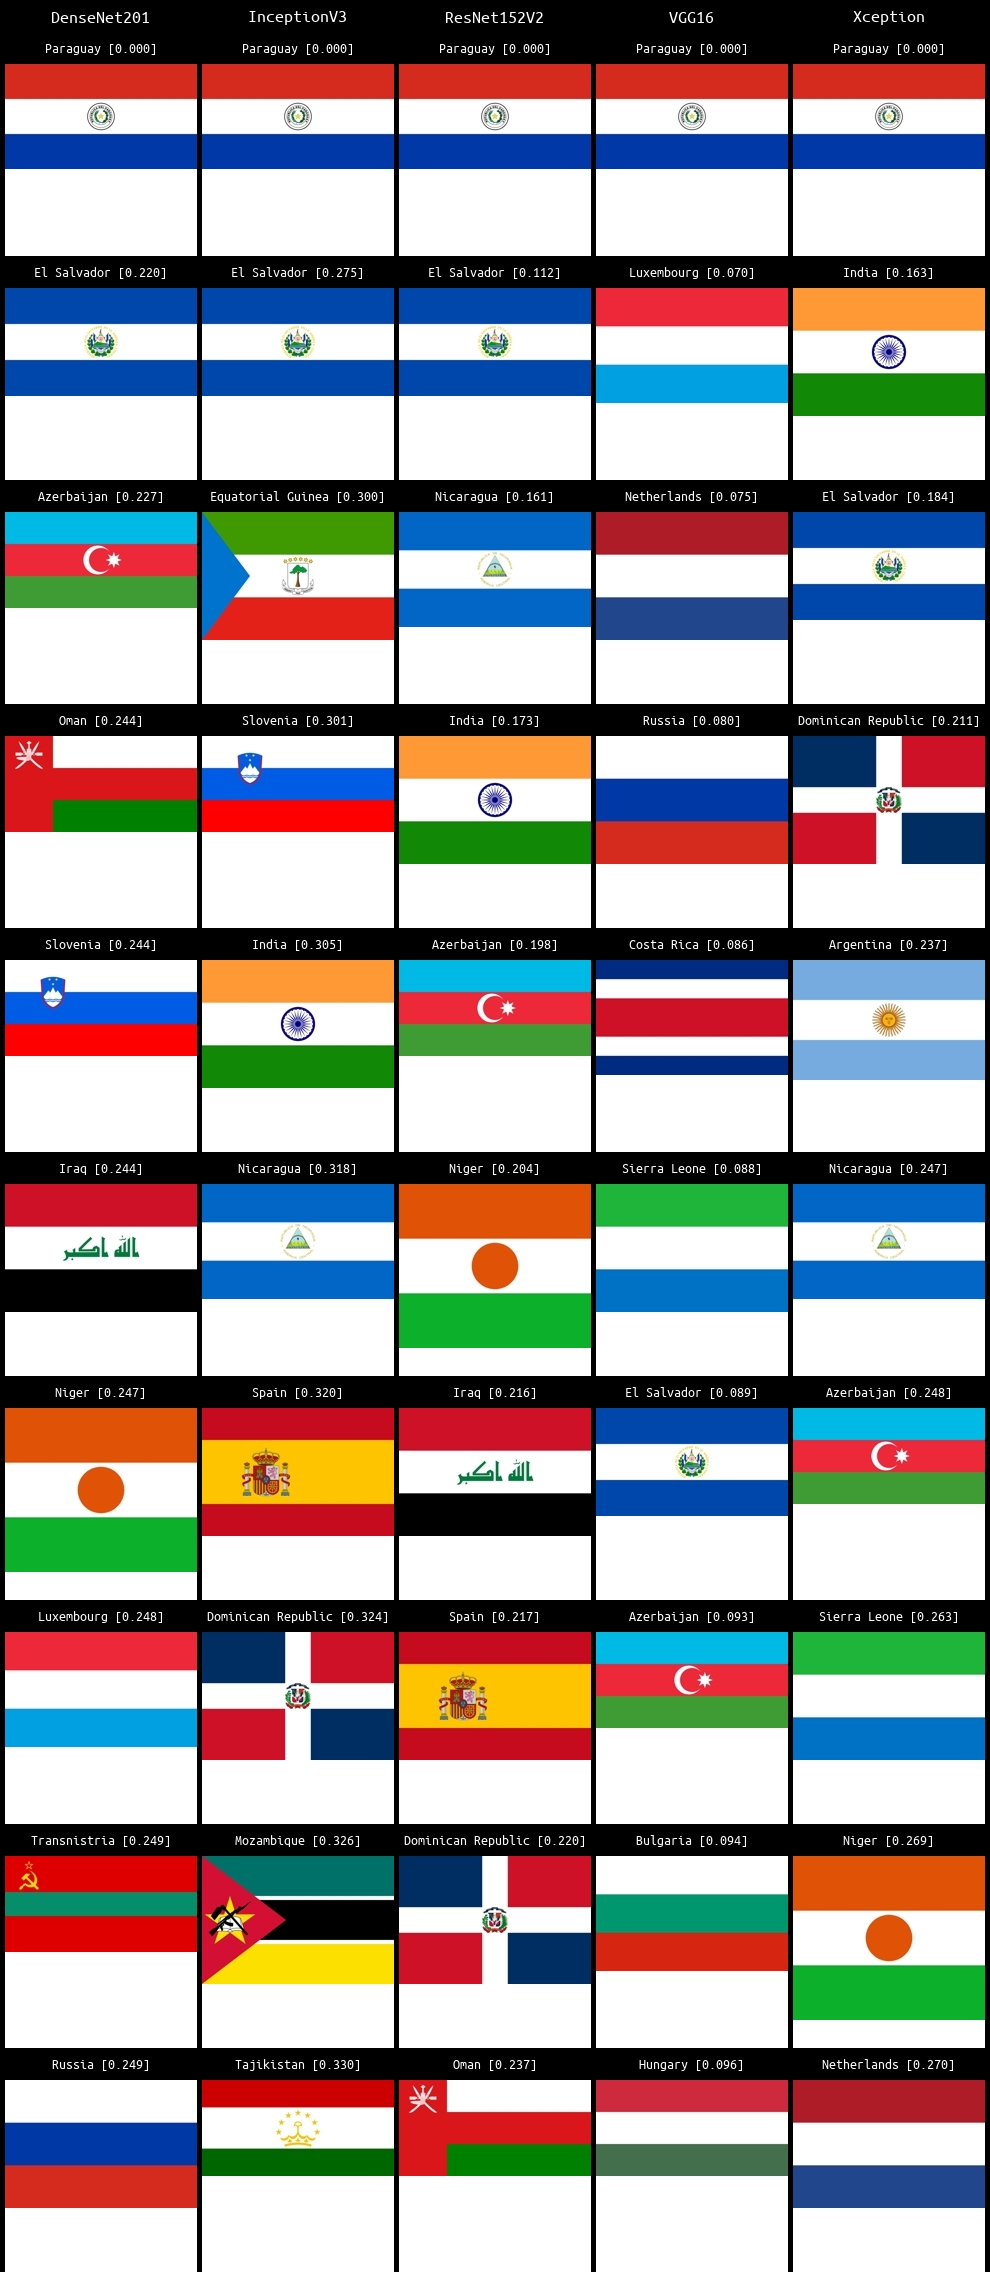 DenseNet201 InceptionV3 ResNet152V2 VGG16 Xception
Paraguay [0.000] Paraguay [0.000] Paraguay [0.000] Paraguay [0.000] Paraguay [0.000]
El Salvador [0.220] El Salvador [0.275] El Salvador [0.112] Luxembourg [0.070] India [0.163]
Azerbaijan [0.227] Equatorial Guinea [0.300] Nicaragua [0.161] Netherlands [0.075] El Salvador [0.184]
Oman [0.244] Slovenia [0.301] India [0.173] Russia [0.080] Dominican Republic [0.211]
Slovenia [0.244] India [0.305] Azerbaijan [0.198] Costa Rica [0.086] Argentina [0.237]
Iraq [0.244] Nicaragua [0.318] Niger [0.204] Sierra Leone [0.088] Nicaragua [0.247]
الله اكبر
Niger [0.247] Spain [0.320] Iraq [0.216] El Salvador [0.089] Azerbaijan [0.248]
الله اكبر
Luxembourg [0.248] Dominican Republic [0.324] Spain [0.217] Azerbaijan [0.093] Sierra Leone [0.263]
Transnistria [0.249] Mozambique [0.326] Dominican Republic [0.220] Bulgaria [0.094] Niger [0.269]
Russia [0.249] Tajikistan [0.330] Oman [0.237] Hungary [0.096] Netherlands [0.270]